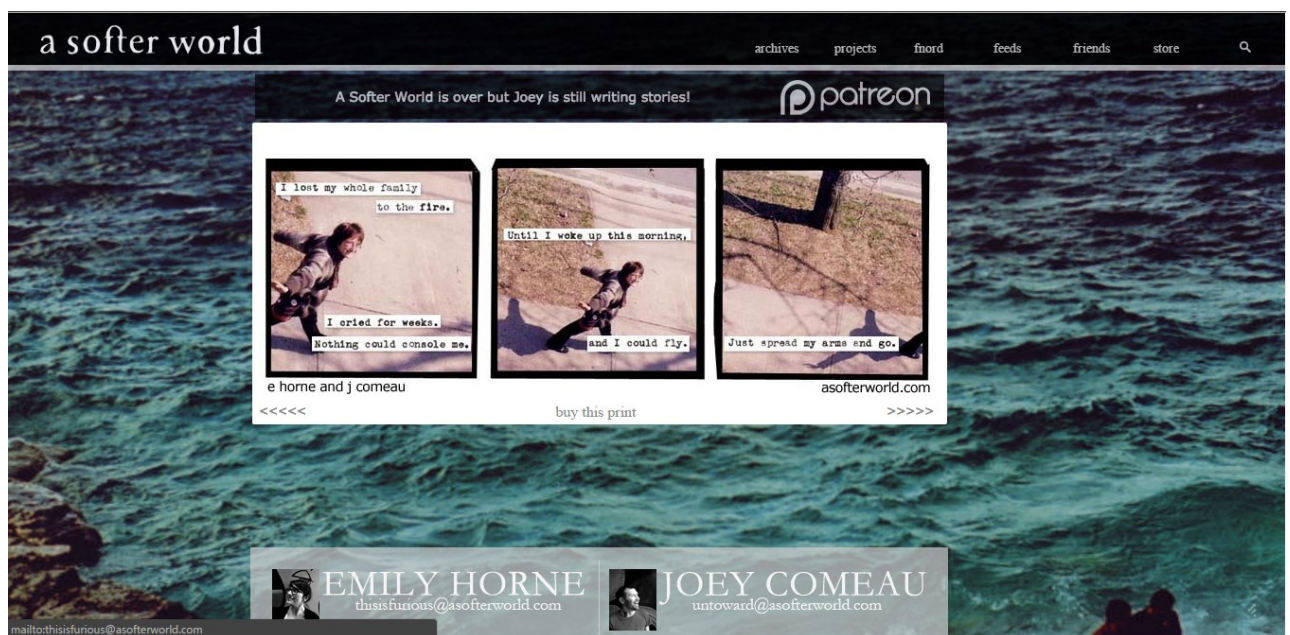 a softer world
archives projects fnord feeds friends store
A Softer World is over but Joey is still writing stories!
patreon
I lost my whole family
to the fire.
I cried for weeks.
Nothing could console me.
Until I woke up this morning,
and I could fly.
Just spread my arms and go.
e horne and j comeau
asofterworld.com
<<<<<
buy this print
>>>>>
EMILY HORNE
thisisfurious@asofterworld.com
JOEY COMEAU
untoward@asofterworld.com
mailto:thisisfurious@asofterworld.com